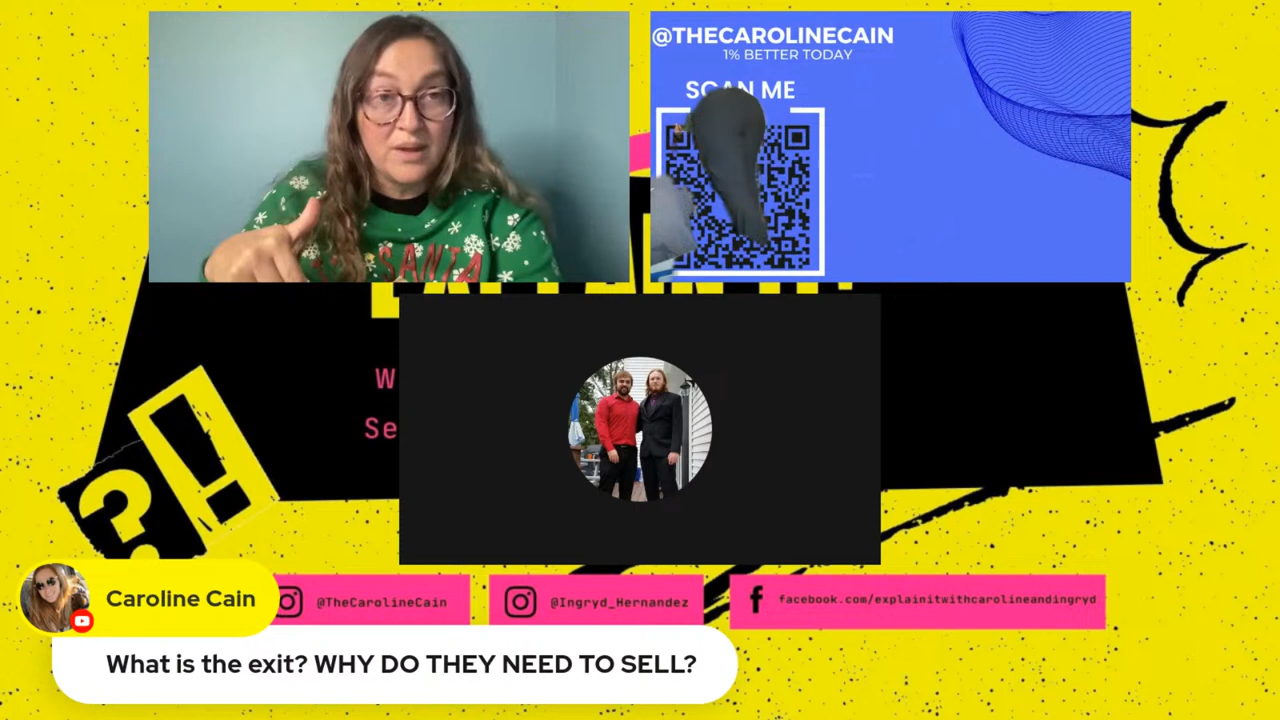 @THECAROLINECAIN
1% BETTER TODAY
SCAN ME
SANTA
W
Se
?!
@TheCarolineCain
@Ingryd_Hernandez
facebook.com/explainitwithcarolineandingryd
Caroline Cain
What is the exit? WHY DO THEY NEED TO SELL?